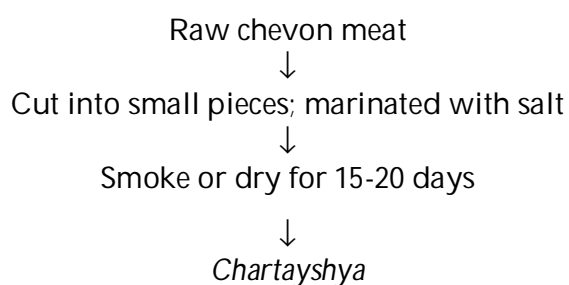 Raw chevon meat
↓
Cut into small pieces; marinated with salt
↓
Smoke or dry for 15-20 days
↓
Chartayshya